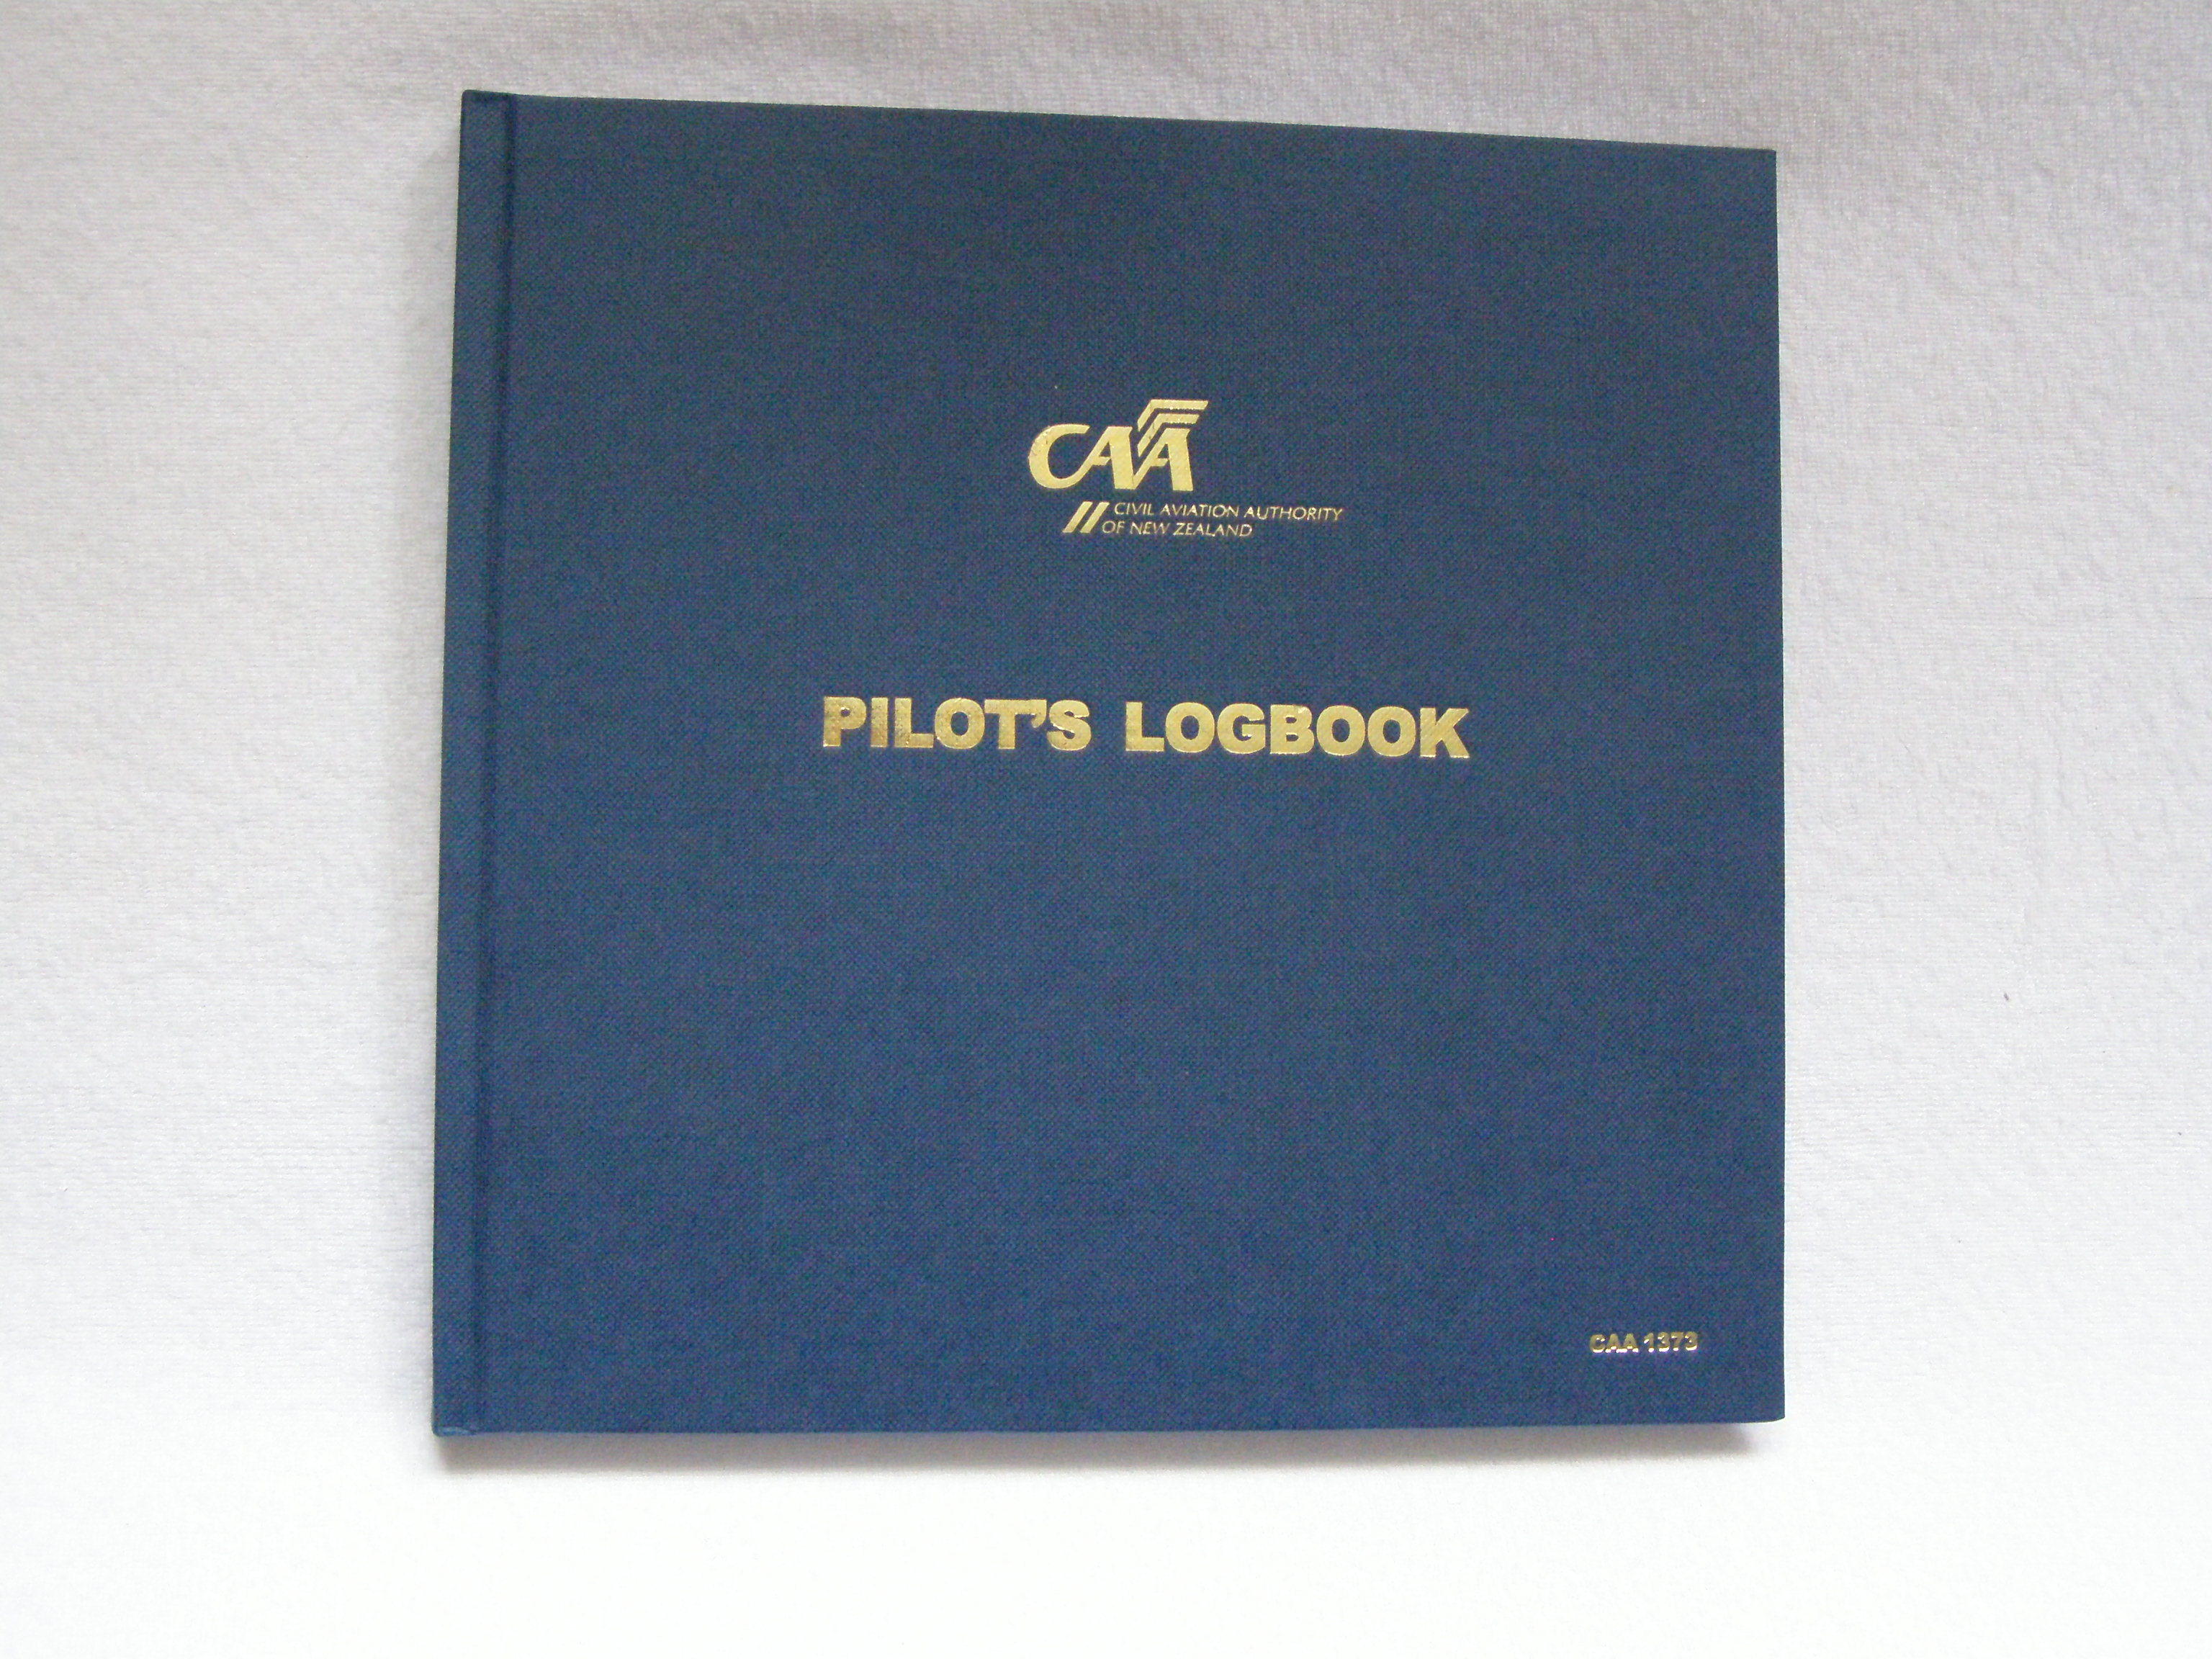 CAA
CIVIL AVIATION AUTHORITY
OF NEW ZEALAND
PILOT'S LOGBOOK
CAA 1373